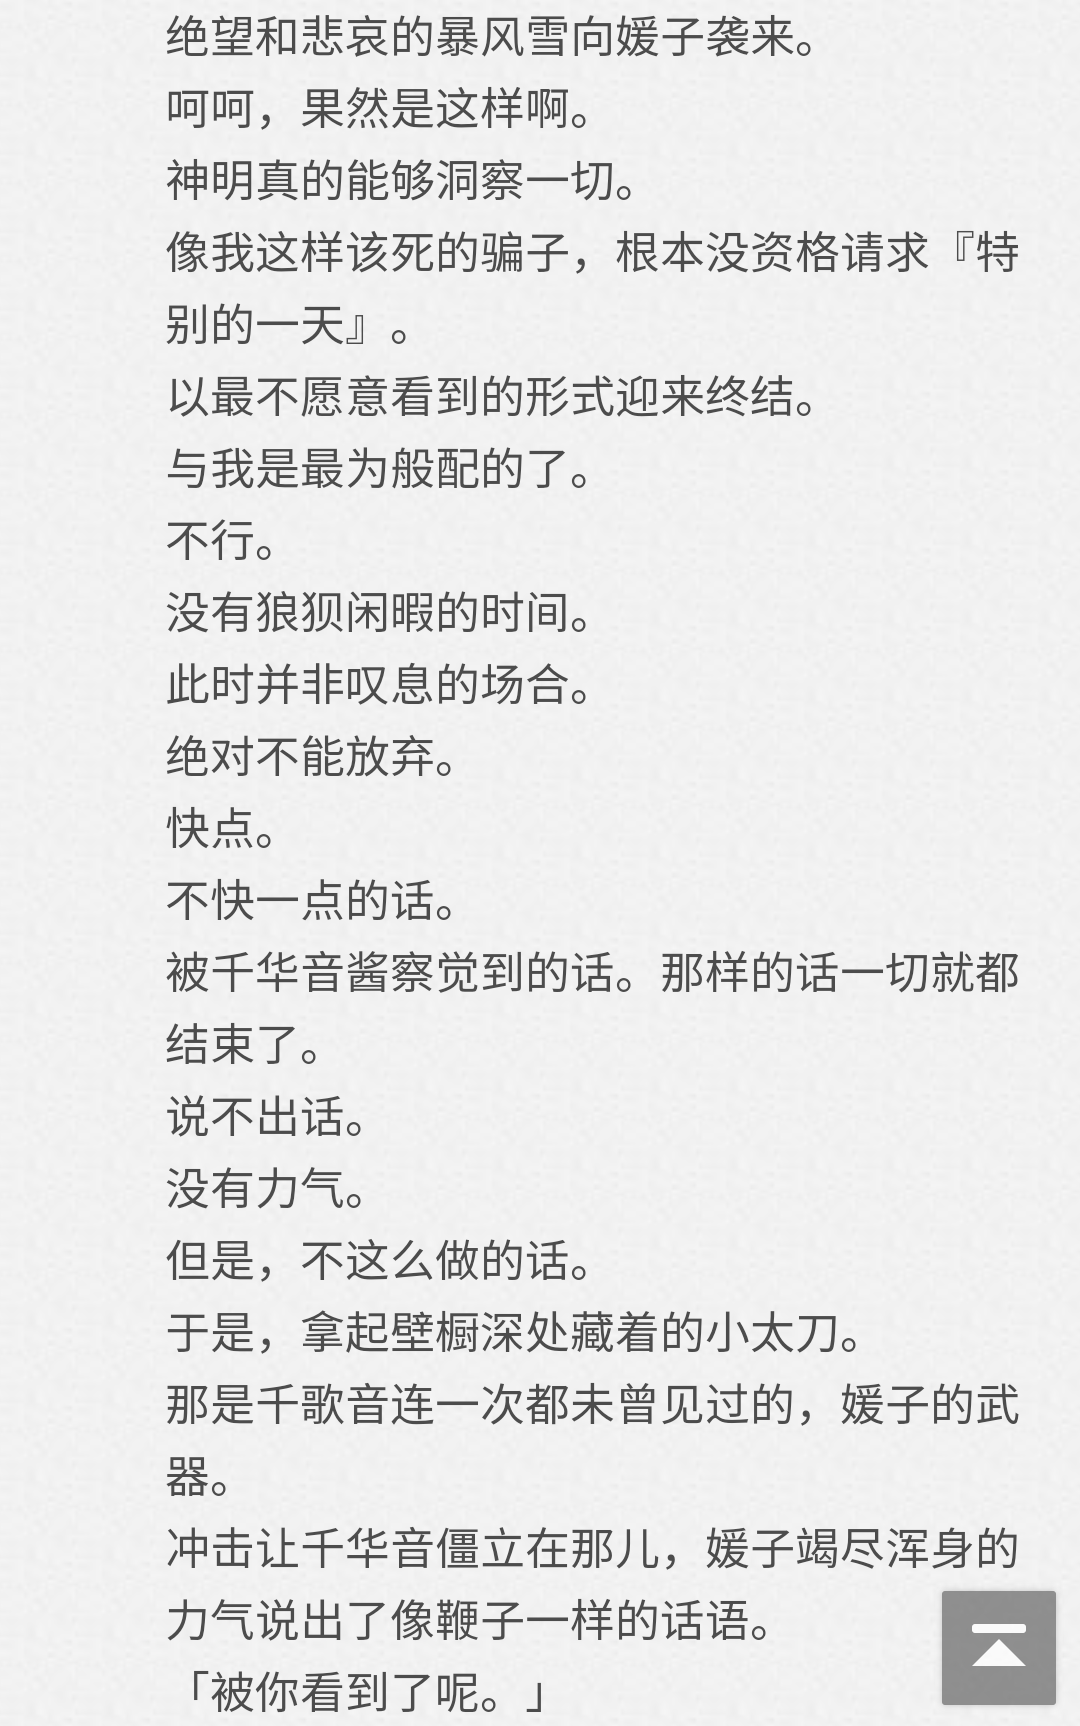 绝望和悲哀的暴风雪向媛子袭来。
呵呵，果然是这样啊。
神明真的能够洞察一切。
像我这样该死的骗子，根本没资格请求『特
别的一天』。
以最不愿意看到的形式迎来终结。
与我是最为般配的了。
不行。
没有狼狈闲暇的时间。
此时并非叹息的场合。
绝对不能放弃。
快点。
不快一点的话。
被千华音酱察觉到的话。那样的话一切就都
结束了。
说不出话。
没有力气。
但是，不这么做的话。
于是，拿起壁橱深处藏着的小太刀。
那是千歌音连一次都未曾见过的，媛子的武
器。
冲击让千华音僵立在那儿，媛子竭尽浑身的
力气说出了像鞭子一样的话语。
「被你看到了呢。」